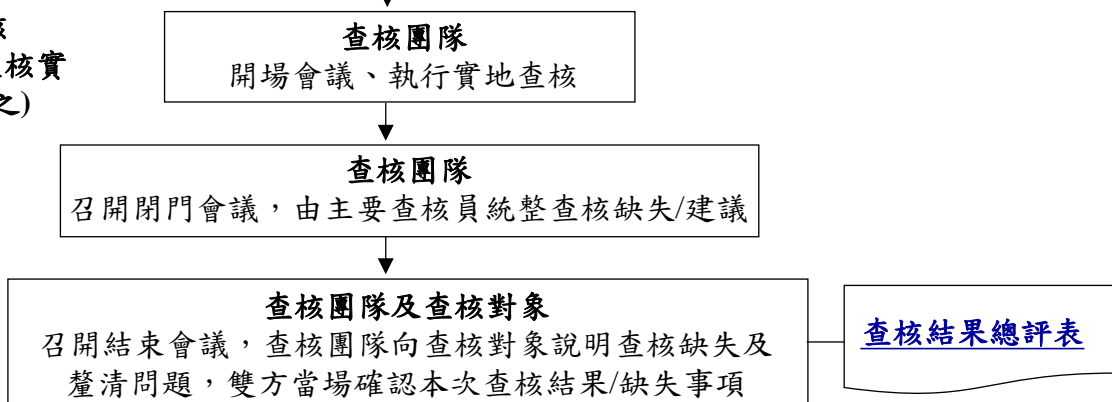 核實
之)
查核團隊
開場會議、執行實地查核
查核團隊
召開閉門會議，由主要查核員統整查核缺失/建議
查核團隊及查核對象
召開結束會議，查核團隊向查核對象說明查核缺失及
釐清問題，雙方當場確認本次查核結果/缺失事項
查核結果總評表